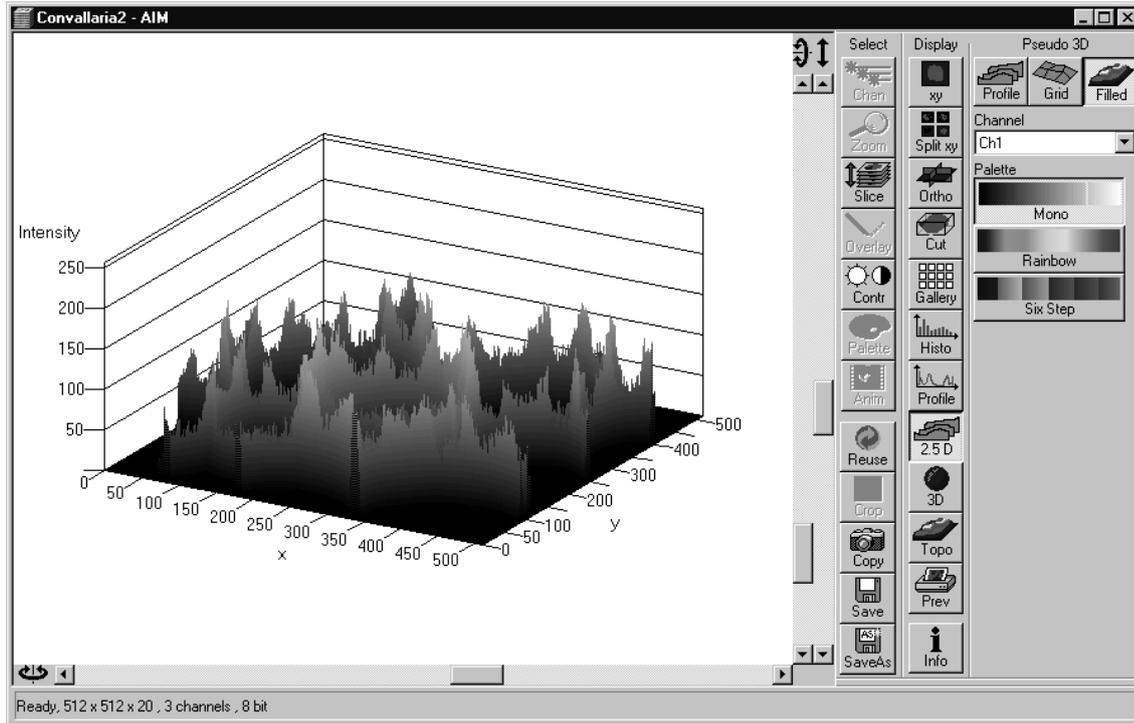 Convallaria2 - AIM
Intensity
250
200
150
100
50
0
50
100
150
200
250
300
350
400
450
500
x
0
50
100
200
300
400
500
y
Select
Chan
Zoom
Slice
Overlay
Contr
Palette
Anim
Reuse
Crop
Copy
Save
AS
SaveAs
Display
xy
Split xy
Ortho
Cut
Gallery
Histo
Profile
2.5 D
3D
Topo
Prev
Info
Pseudo 3D
Profile Grid Filled
Channel
Ch1
Palette
Mono
Rainbow
Six Step
Ready, 512 x 512 x 20 , 3 channels , 8 bit